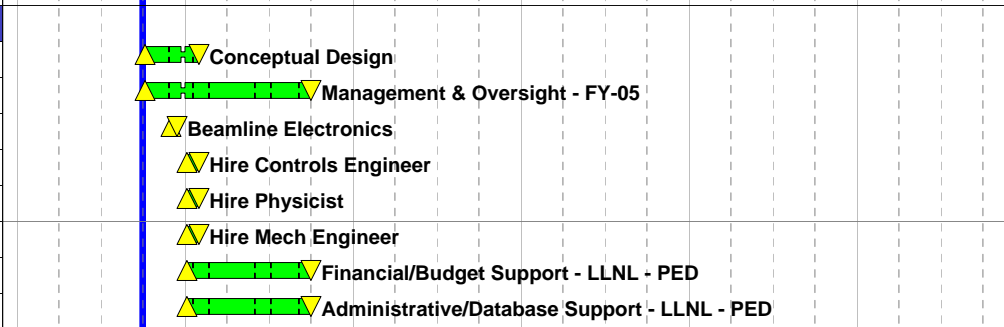 Conceptual Design
Management & Oversight - FY-05
Beamline Electronics
Hire Controls Engineer
Hire Physicist
Hire Mech Engineer
Financial/Budget Support - LLNL - PED
Administrative/Database Support - LLNL - PED